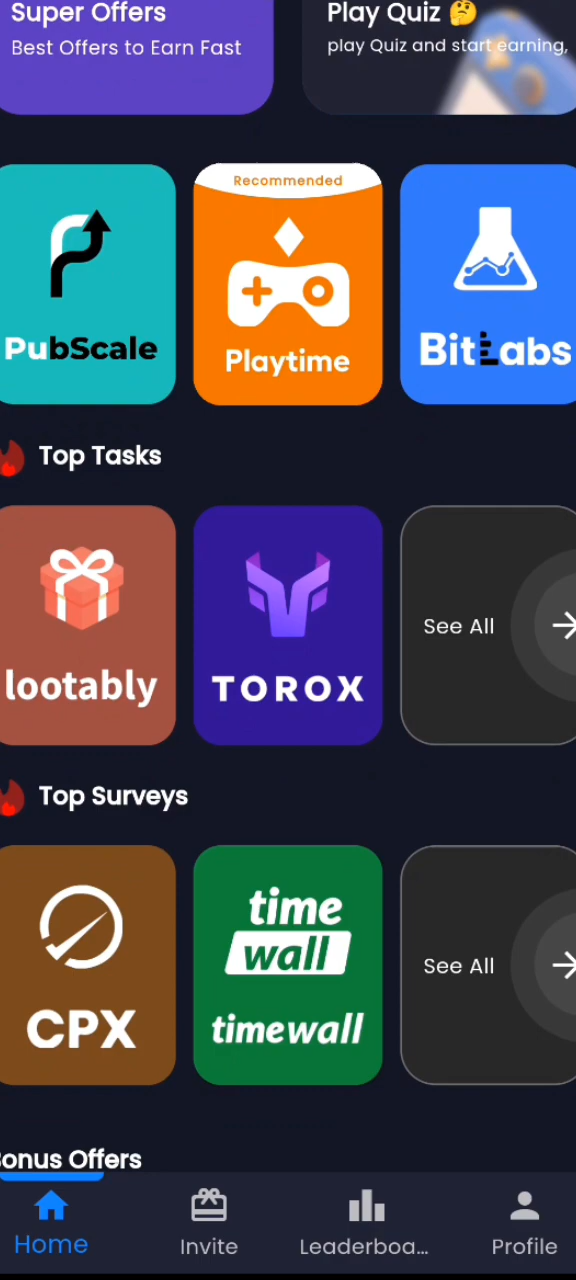 Super Offers
Best Offers to Earn Fast
Play Quiz 🤔
play Quiz and start earning,
PubScale
Recommended
Playtime
BitLabs
Top Tasks
lootably
TOROX
See All
Top Surveys
CPX
time
wall
timewall
See All
Bonus Offers
Home
Invite
Leaderboa...
Profile